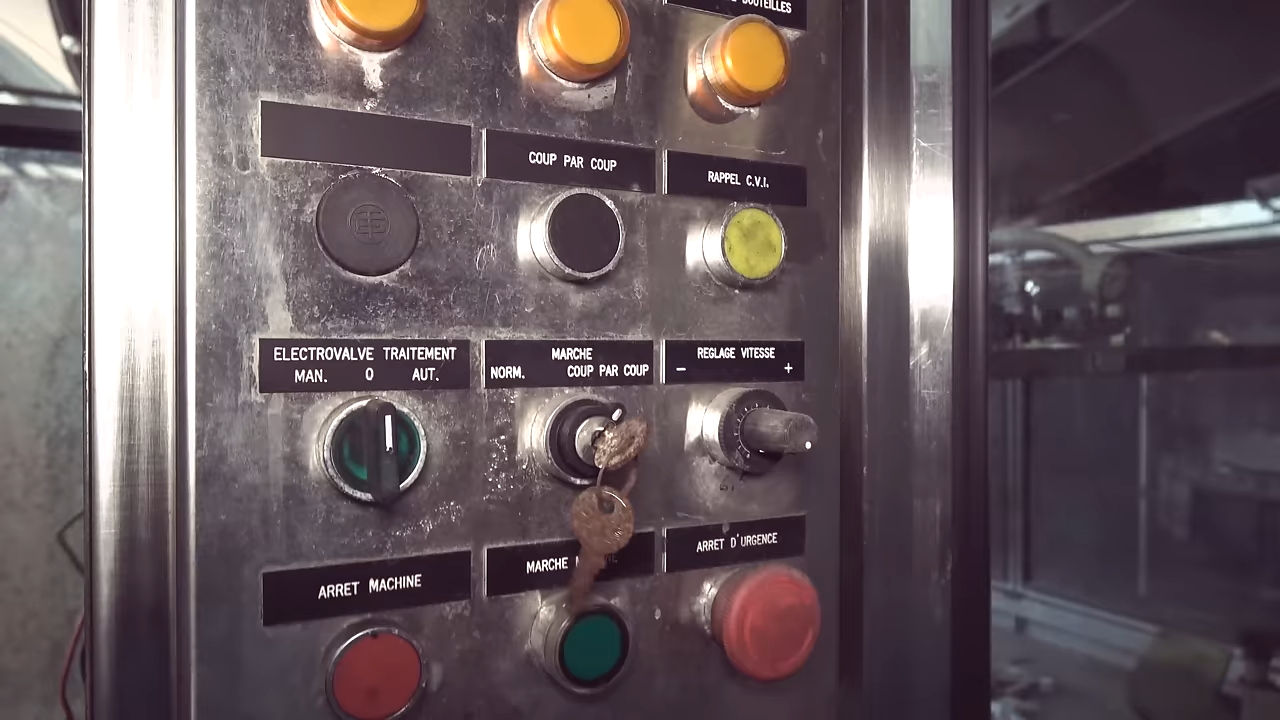 BOUTEILLES
COUP PAR COUP
RAPPEL C.V.I.
ELECTROVALVE TRAITEMENT
MAN. 0 AUT.
MARCHE
NORM. COUP PAR COUP
REGLAGE VITESSE
− +
ARRET MACHINE
MARCHE
ARRET D'URGENCE